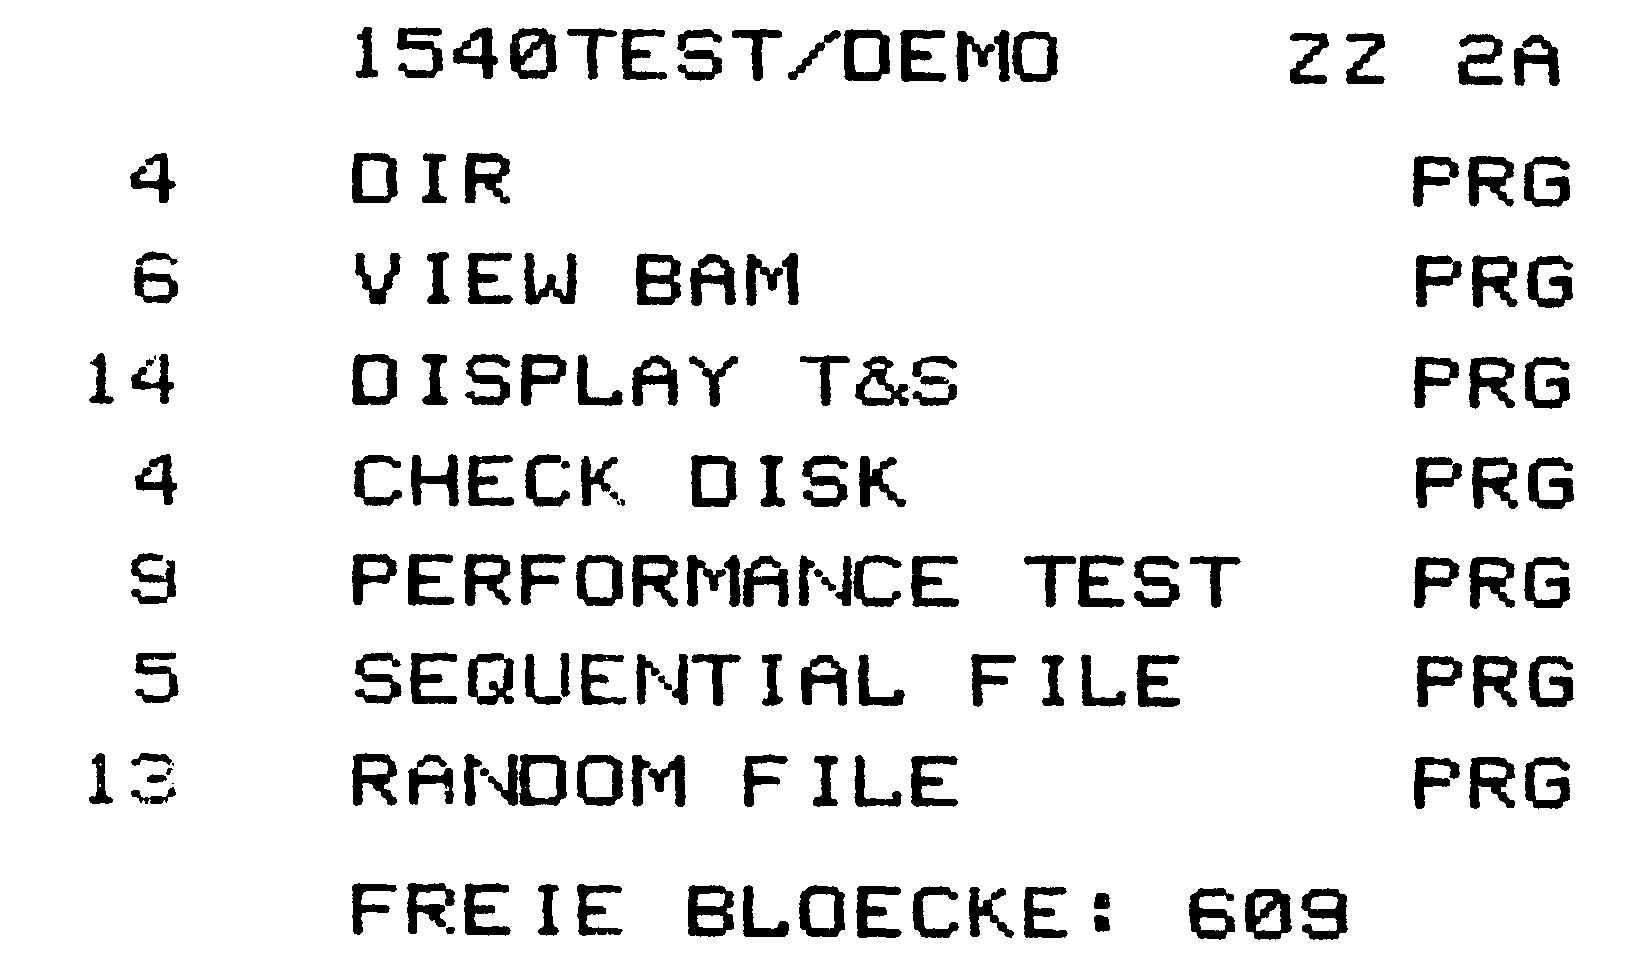 1540TEST/DEMO ZZ 2A
4 DIR PRG
6 VIEW BAM PRG
14 DISPLAY T&S PRG
4 CHECK DISK PRG
9 PERFORMANCE TEST PRG
5 SEQUENTIAL FILE PRG
13 RANDOM FILE PRG
FREIE BLOECKE: 609